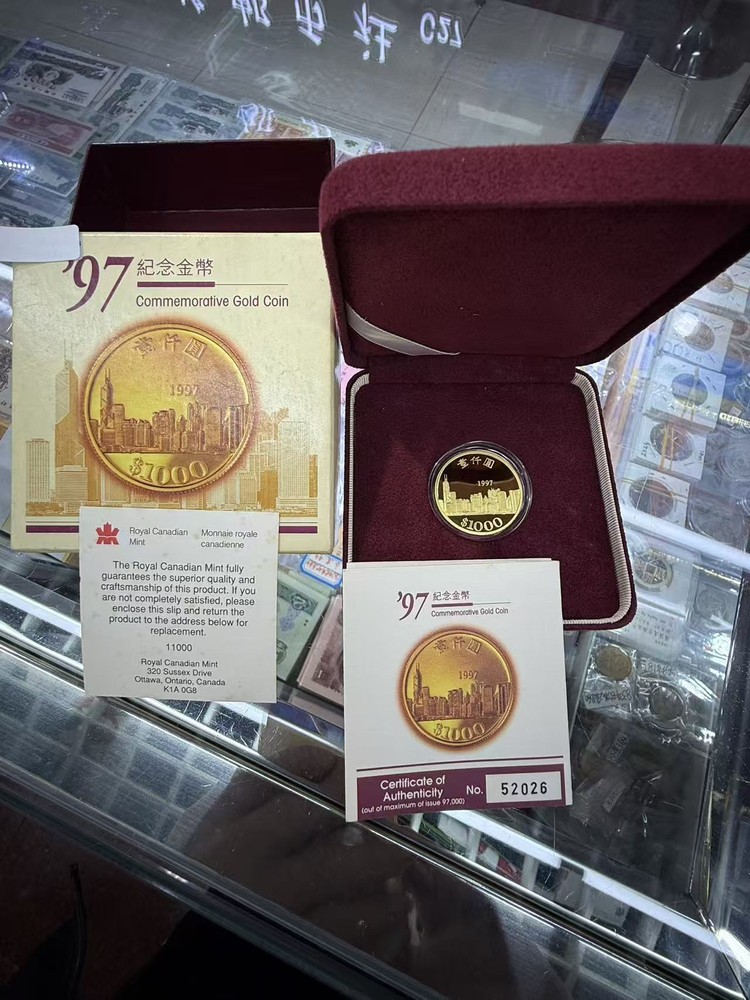 社 027
'97 紀念金幣
Commemorative Gold Coin
壹仟圓
1997
$1000
壹仟圓
1997
$1000
Royal Canadian Mint
Monnaie royale canadienne
The Royal Canadian Mint fully
guarantees the superior quality and
craftsmanship of this product. If you
are not completely satisfied, please
enclose this slip and return the
product to the address below for
replacement.
11000
Royal Canadian Mint
320 Sussex Drive
Ottawa, Ontario, Canada
K1A 0G8
'97 紀念金幣
Commemorative Gold Coin
壹仟圓
1997
$1000
Certificate of
Authenticity No. 52026
(out of maximum of issue 97,000)